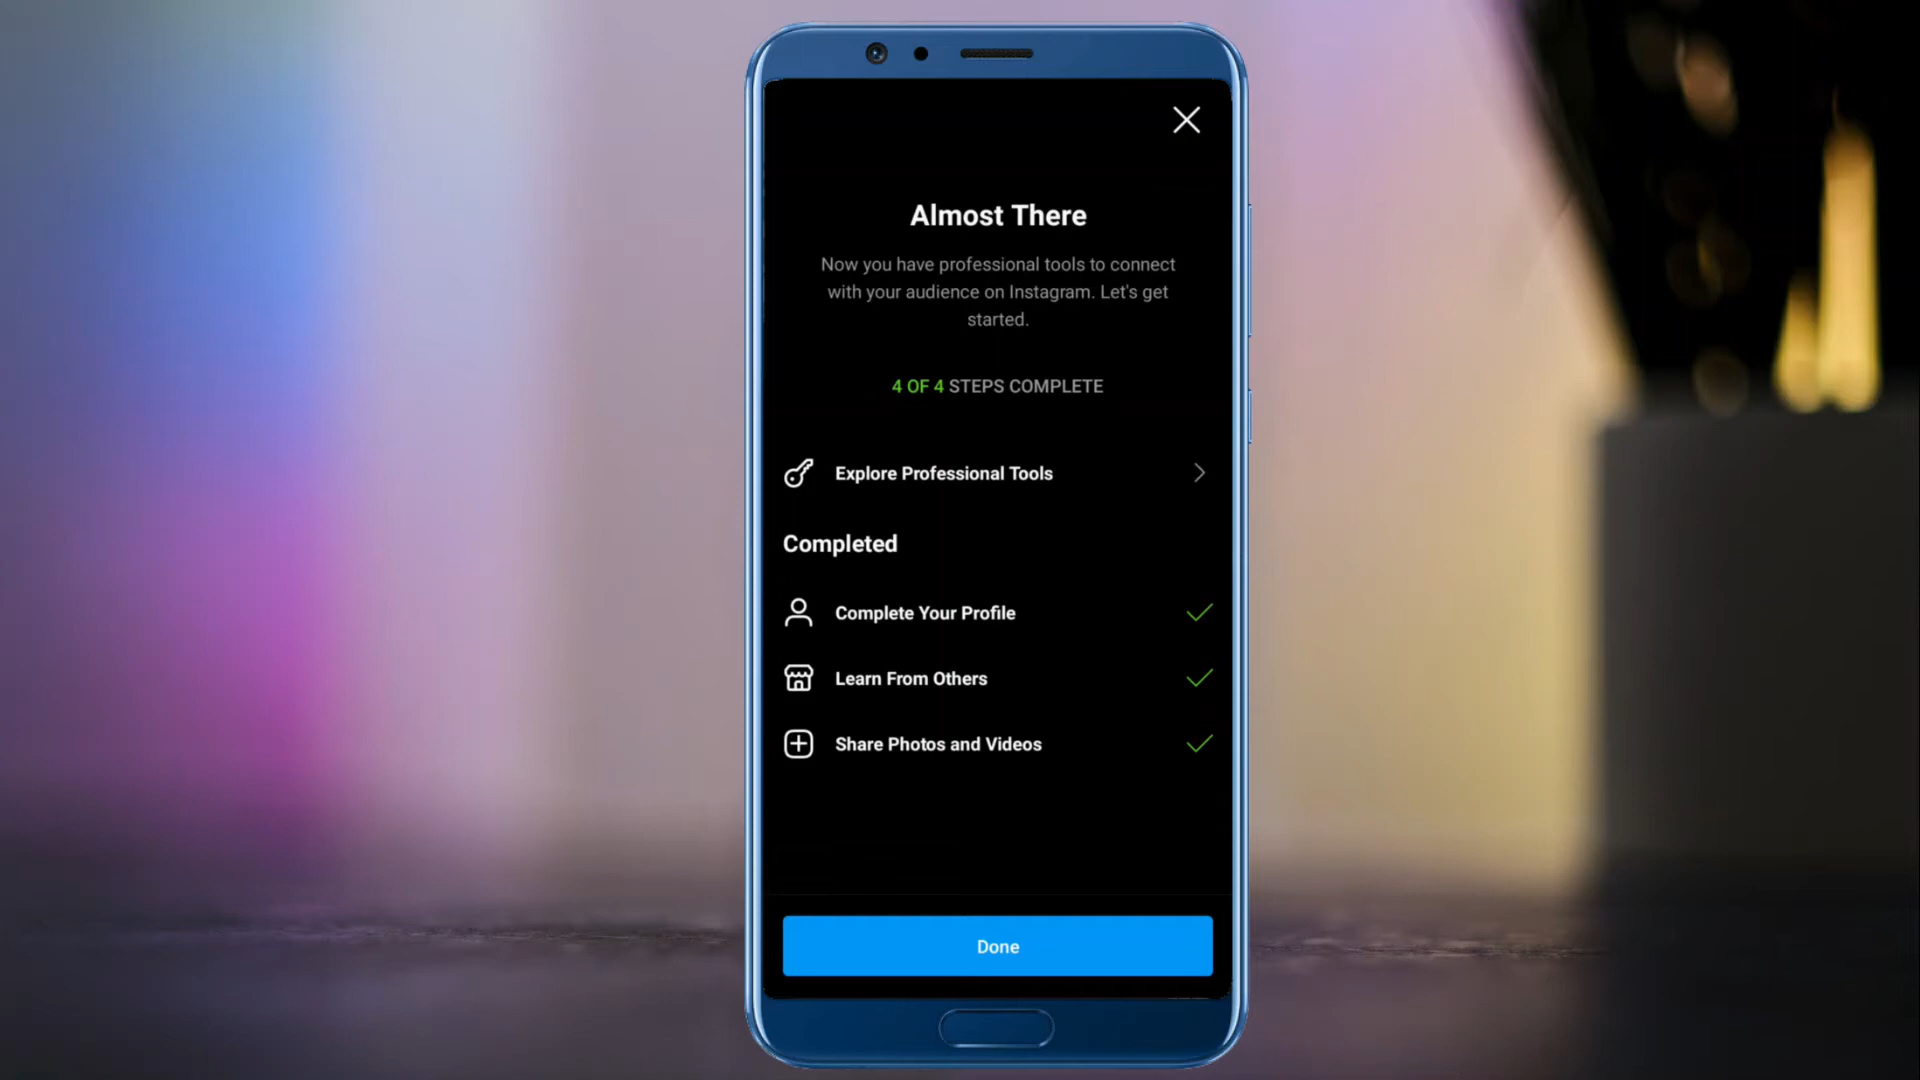 Almost There
Now you have professional tools to connect
with your audience on Instagram. Let's get
started.
4 OF 4 STEPS COMPLETE
Explore Professional Tools
Completed
Complete Your Profile
Learn From Others
Share Photos and Videos
Done